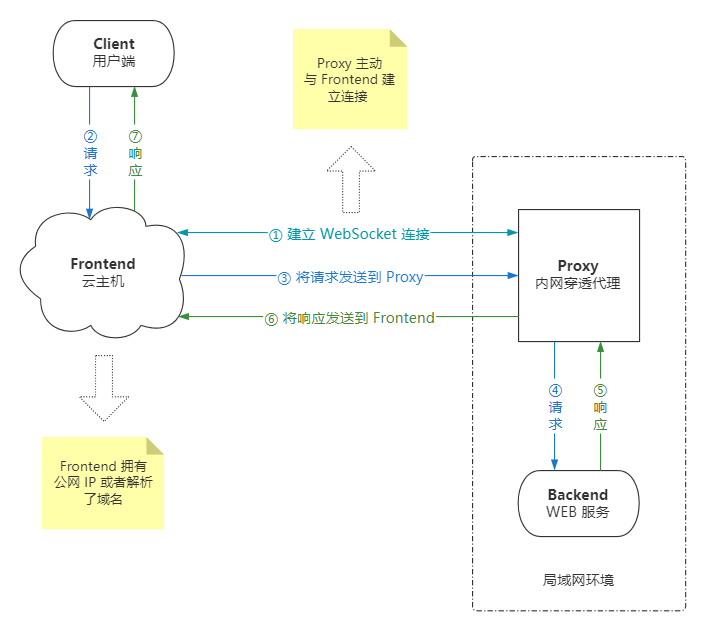 Client
用户端
Proxy 主动
与 Frontend 建
立连接
②
请
求
⑦
响
应
① 建立 WebSocket 连接
Frontend
云主机
③ 将请求发送到 Proxy
⑥ 将响应发送到 Frontend
Proxy
内网穿透代理
④
请
求
⑤
响
应
Frontend 拥有
公网 IP 或者解析
了域名
Backend
WEB 服务
局域网环境